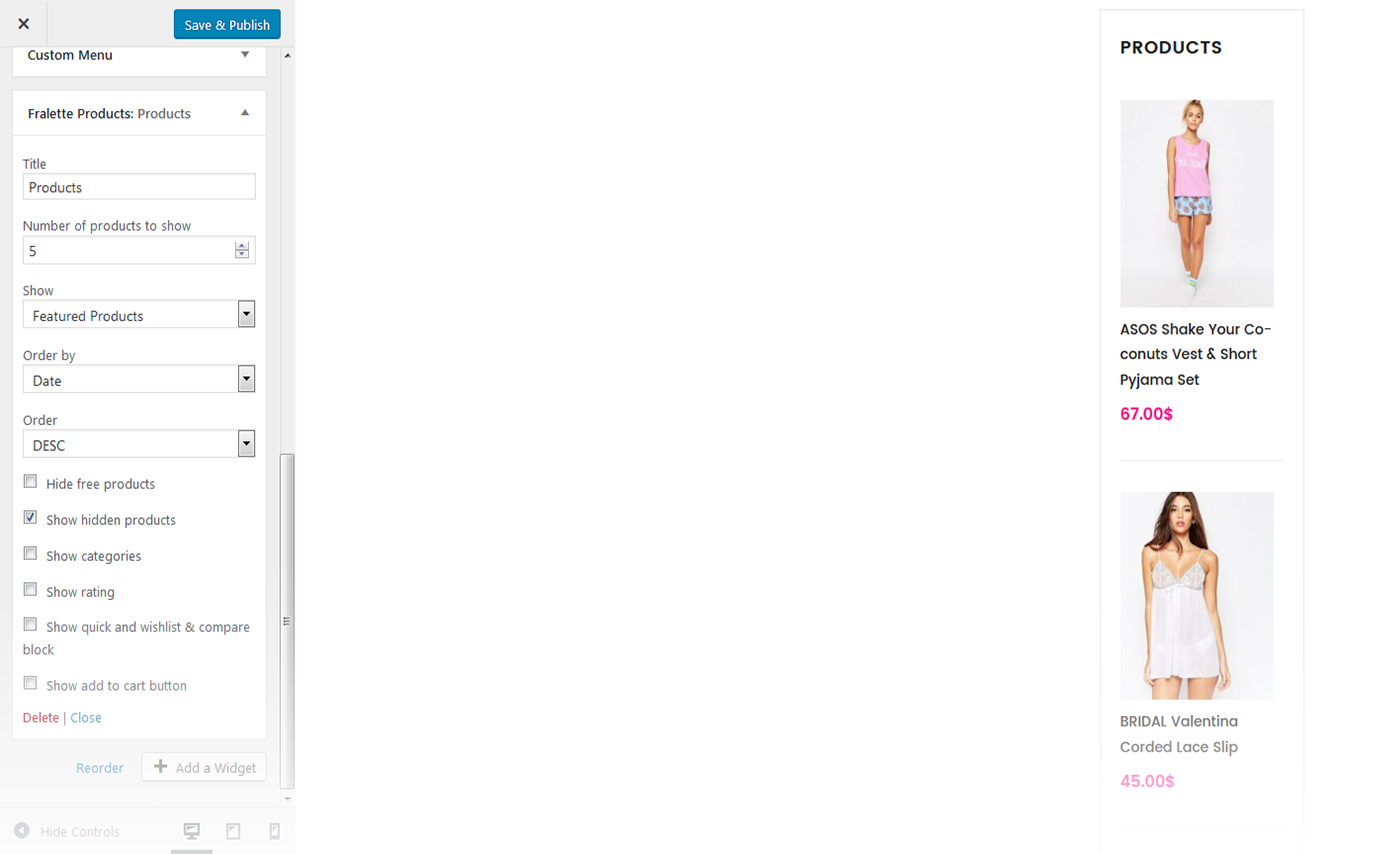 Save & Publish
Custom Menu
Fralette Products: Products
Title
Products
Number of products to show
5
Show
Featured Products
Order by
Date
Order
DESC
Hide free products
Show hidden products
Show categories
Show rating
Show quick and wishlist & compare
block
Show add to cart button
Delete | Close
Reorder
Add a Widget
Hide Controls
PRODUCTS
ASOS Shake Your Co-
conuts Vest & Short
Pyjama Set
67.00$
BRIDAL Valentina
Corded Lace Slip
45.00$